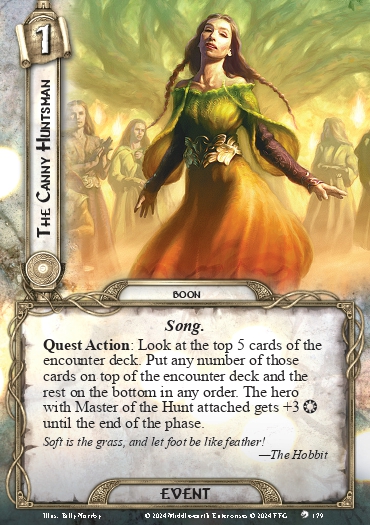 1
THE CANNY HUNTSMAN
BOON
Song.
Quest Action: Look at the top 5 cards of the
encounter deck. Put any number of those
cards on top of the encounter deck and the
rest on the bottom in any order. The hero
with Master of the Hunt attached gets +3
until the end of the phase.
Soft is the grass, and let foot be like feather!
—The Hobbit
EVENT
Illus. © 2024 Middle-earth Enterprises © 2024 FFG 179